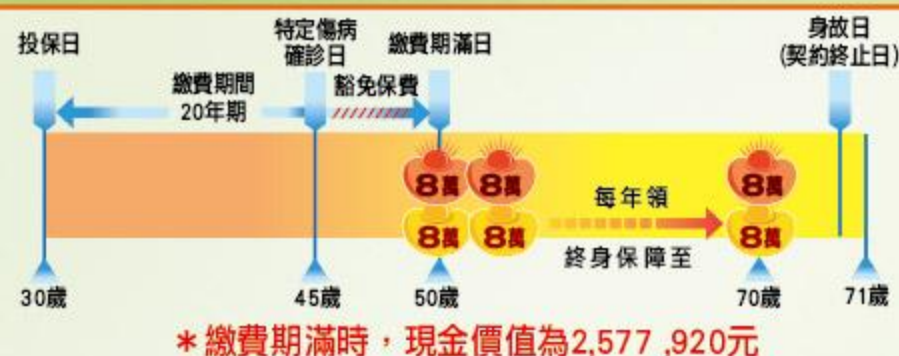 投保日
特定傷病
確診日
繳費期滿日
身故日
(契約終止日)
繳費期間
20年期
豁免保費
8萬 8萬 8萬
8萬 8萬 8萬
每年領
終身保障至
30歲 45歲 50歲 70歲 71歲
＊繳費期滿時，現金價值為2,577 ,920元